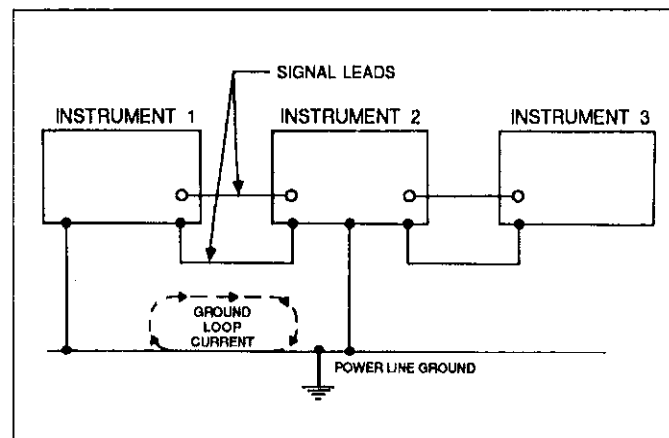 SIGNAL LEADS
INSTRUMENT 1
INSTRUMENT 2
INSTRUMENT 3
GROUND
LOOP
CURRENT
POWER LINE GROUND